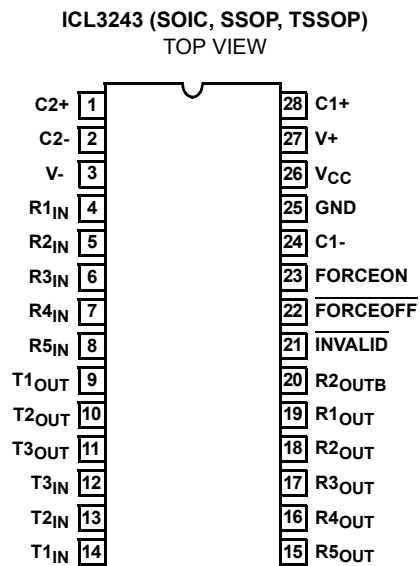 ICL3243 (SOIC, SSOP, TSSOP)
TOP VIEW
C2+ 1 28 C1+
C2- 2 27 V+
V- 3 26 VCC
R1IN 4 25 GND
R2IN 5 24 C1-
R3IN 6 23 FORCEON
R4IN 7 22 FORCEOFF
R5IN 8 21 INVALID
T1OUT 9 20 R2OUTB
T2OUT 10 19 R1OUT
T3OUT 11 18 R2OUT
T3IN 12 17 R3OUT
T2IN 13 16 R4OUT
T1IN 14 15 R5OUT